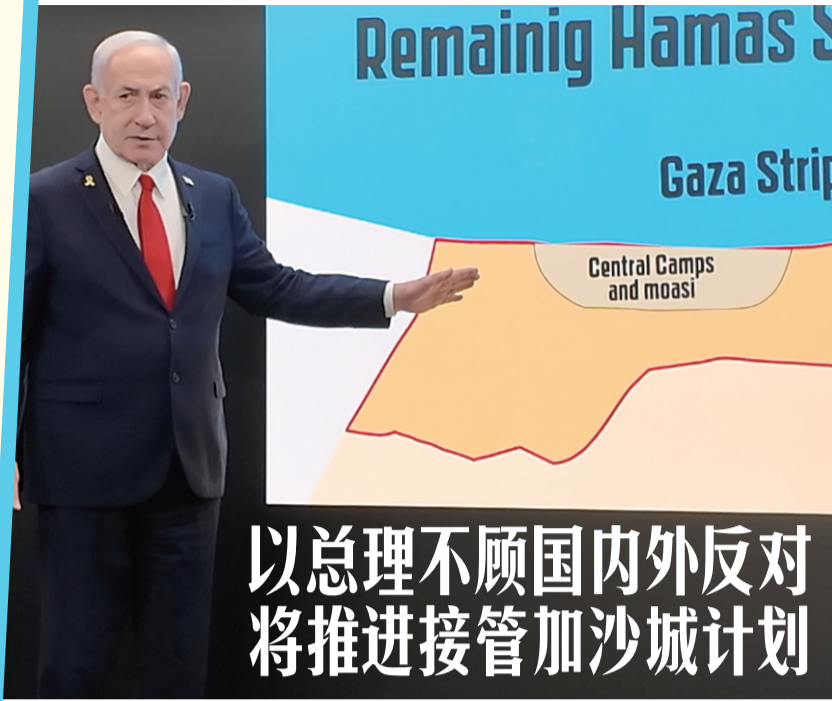 Remainig Hamas S
Gaza Strip
Central Camps
and moasi
以总理不顾国内外反对
将推进接管加沙城计划